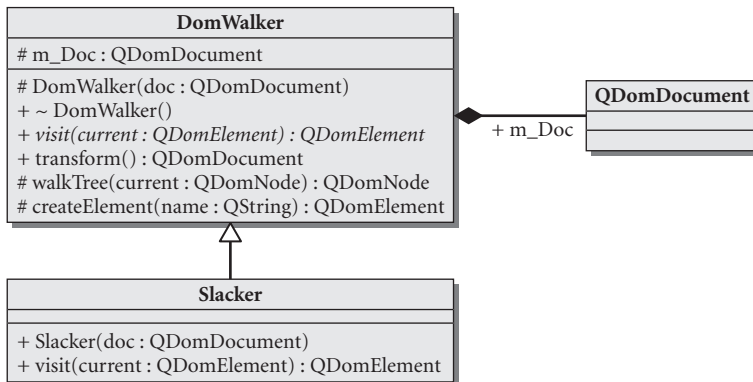 DomWalker
# m_Doc : QDomDocument
# DomWalker(doc : QDomDocument)
+ ~ DomWalker()
+ visit(current : QDomElement) : QDomElement
+ transform() : QDomDocument
# walkTree(current : QDomNode) : QDomNode
# createElement(name : QString) : QDomElement
QDomDocument
+ m_Doc
Slacker
+ Slacker(doc : QDomDocument)
+ visit(current : QDomElement) : QDomElement